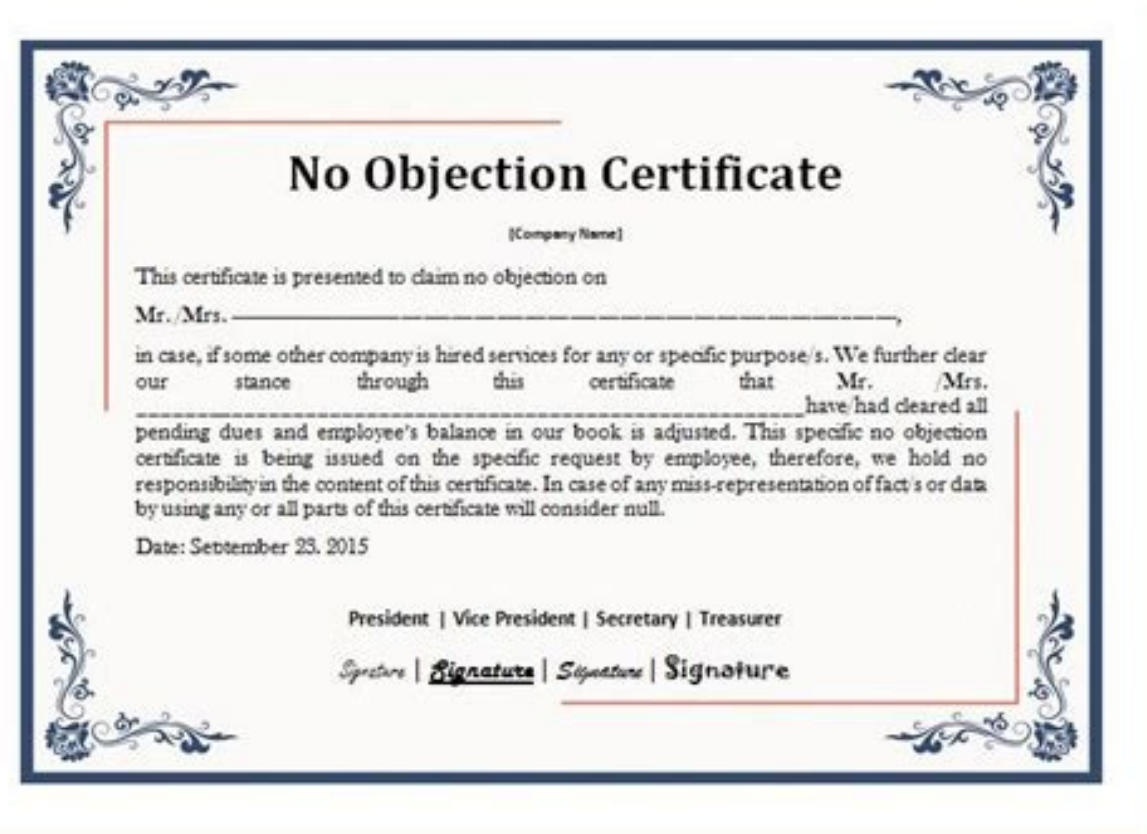 No Objection Certificate
[Company Name]
This certificate is presented to claim no objection on
Mr. /Mrs. ————————————————————————,
in case, if some other company is hired services for any or specific purpose/s. We further clear
our stance through this certificate that Mr. /Mrs.
______________________________________________________have/had cleared all
pending dues and employee's balance in our book is adjusted. This specific no objection
certificate is being issued on the specific request by employee, therefore, we hold no
responsibility in the content of this certificate. In case of any miss-representation of fact/s or data
by using any or all parts of this certificate will consider null.
Date: September 23, 2015
President | Vice President | Secretary | Treasurer
Signature | Signature | Signature | Signature